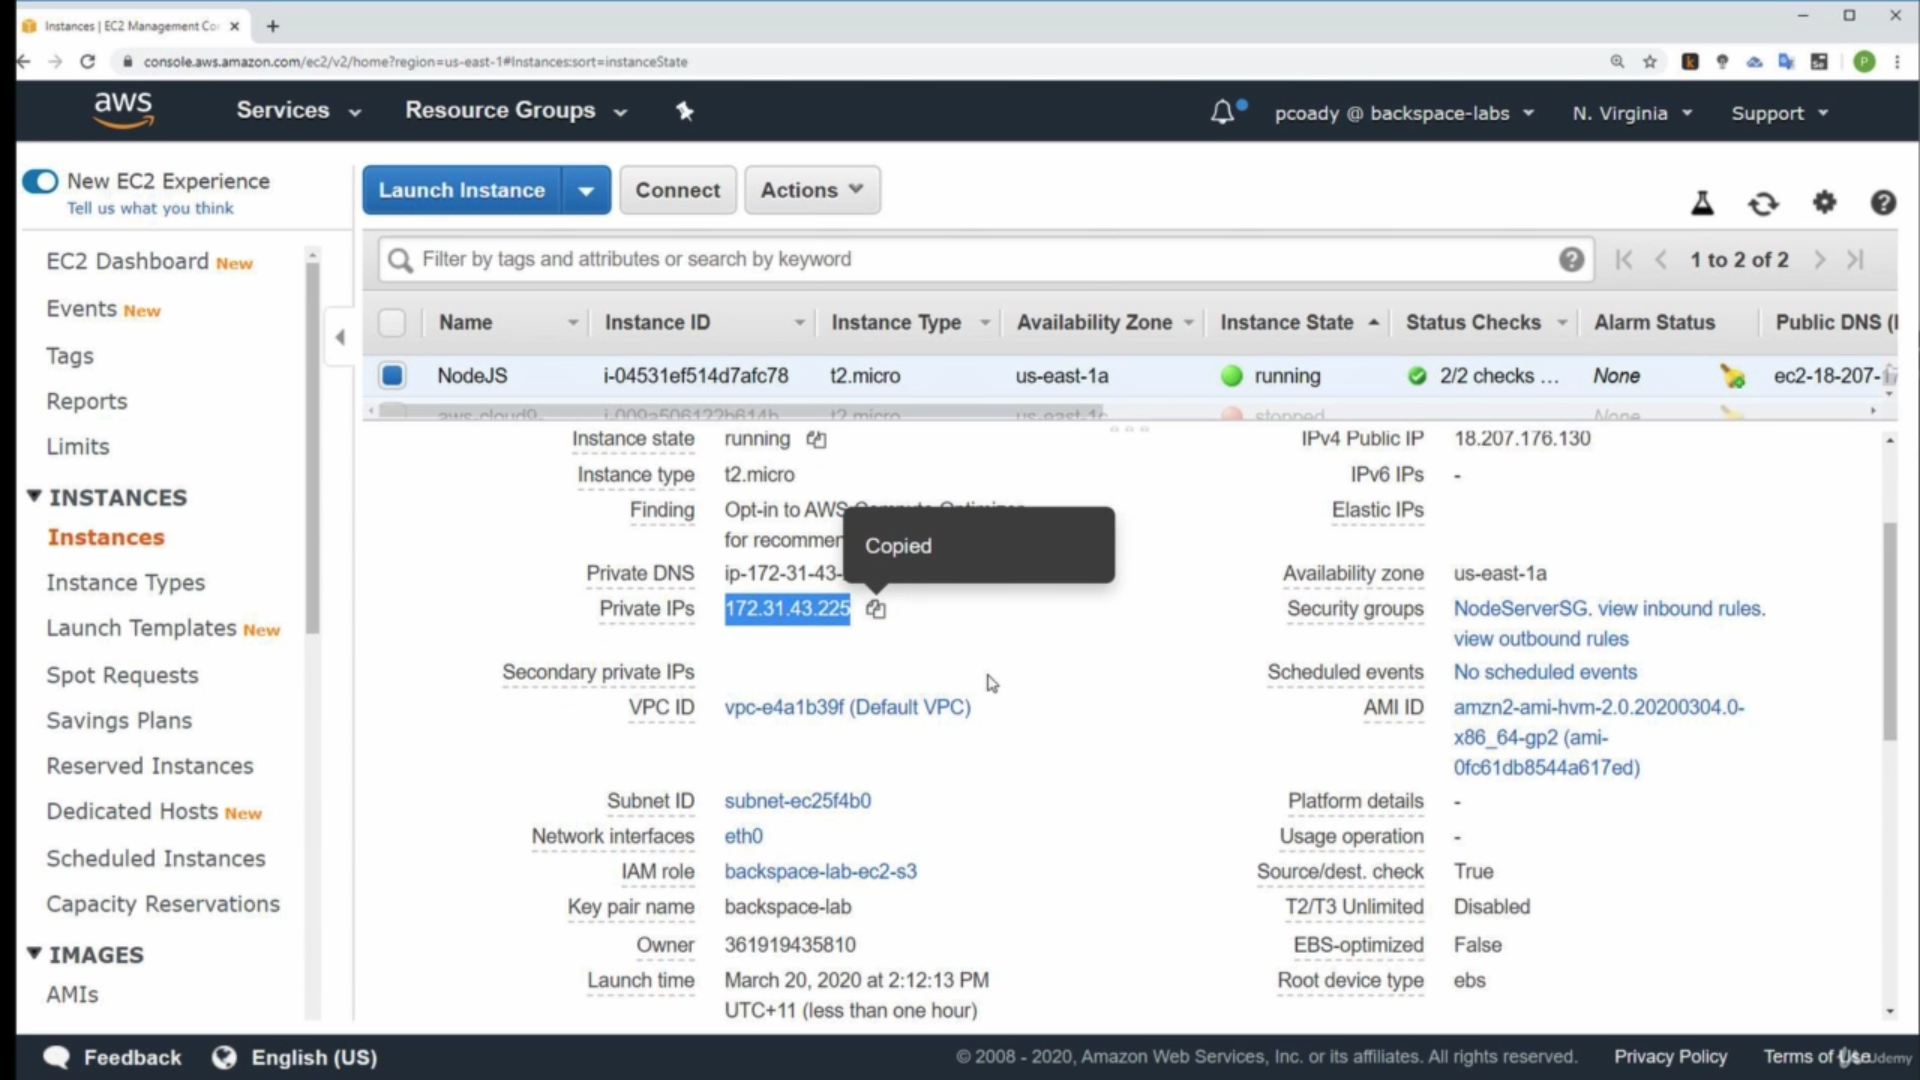 Instances | EC2 Management Co
console.aws.amazon.com/ec2/v2/home?region=us-east-1#Instances:sort=instanceState
P
aws
Services
Resource Groups
pcoady @ backspace-labs
N. Virginia
Support
New EC2 Experience
Tell us what you think
EC2 Dashboard New
Events New
Tags
Reports
Limits
INSTANCES
Instances
Instance Types
Launch Templates New
Spot Requests
Savings Plans
Reserved Instances
Dedicated Hosts New
Scheduled Instances
Capacity Reservations
IMAGES
AMIs
Launch Instance
Connect
Actions
Filter by tags and attributes or search by keyword
1 to 2 of 2
Name Instance ID Instance Type Availability Zone Instance State Status Checks Alarm Status Public DNS (I
NodeJS i-04531ef514d7afc78 t2.micro us-east-1a running 2/2 checks ... None ec2-18-207-
aws-cloud9- i-009a506122b614b t2.micro us-east-1c stopped None
Instance state running
Instance type t2.micro
Finding Opt-in to AWS Compute Optimizer
for recommen
Copied
Private DNS ip-172-31-43-
Private IPs 172.31.43.225
Secondary private IPs
VPC ID vpc-e4a1b39f (Default VPC)
Subnet ID subnet-ec25f4b0
Network interfaces eth0
IAM role backspace-lab-ec2-s3
Key pair name backspace-lab
Owner 361919435810
Launch time March 20, 2020 at 2:12:13 PM
UTC+11 (less than one hour)
IPv4 Public IP 18.207.176.130
IPv6 IPs -
Elastic IPs
Availability zone us-east-1a
Security groups NodeServerSG. view inbound rules.
view outbound rules
Scheduled events No scheduled events
AMI ID amzn2-ami-hvm-2.0.20200304.0-
x86_64-gp2 (ami-
0fc61db8544a617ed)
Platform details -
Usage operation -
Source/dest. check True
T2/T3 Unlimited Disabled
EBS-optimized False
Root device type ebs
Feedback
English (US)
© 2008 - 2020, Amazon Web Services, Inc. or its affiliates. All rights reserved.
Privacy Policy
Terms of Use
Udemy